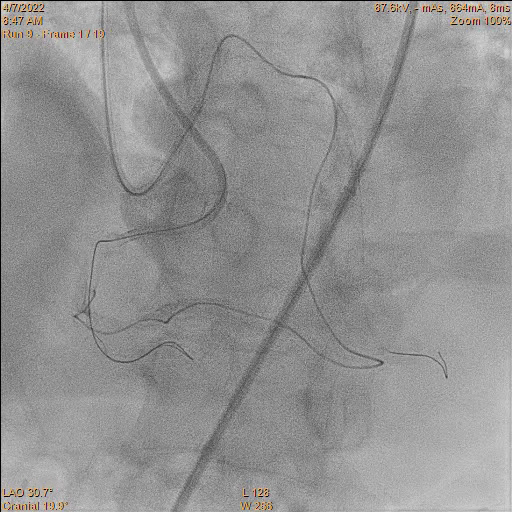 4/7/2022
87.6kV, - mAs, 864mA, 8ms
8:47 AM
Zoom 100%
Run 9 - Frame 1 / 19
LAO 30.7°
L 128
Cranial 19.9°
W 256